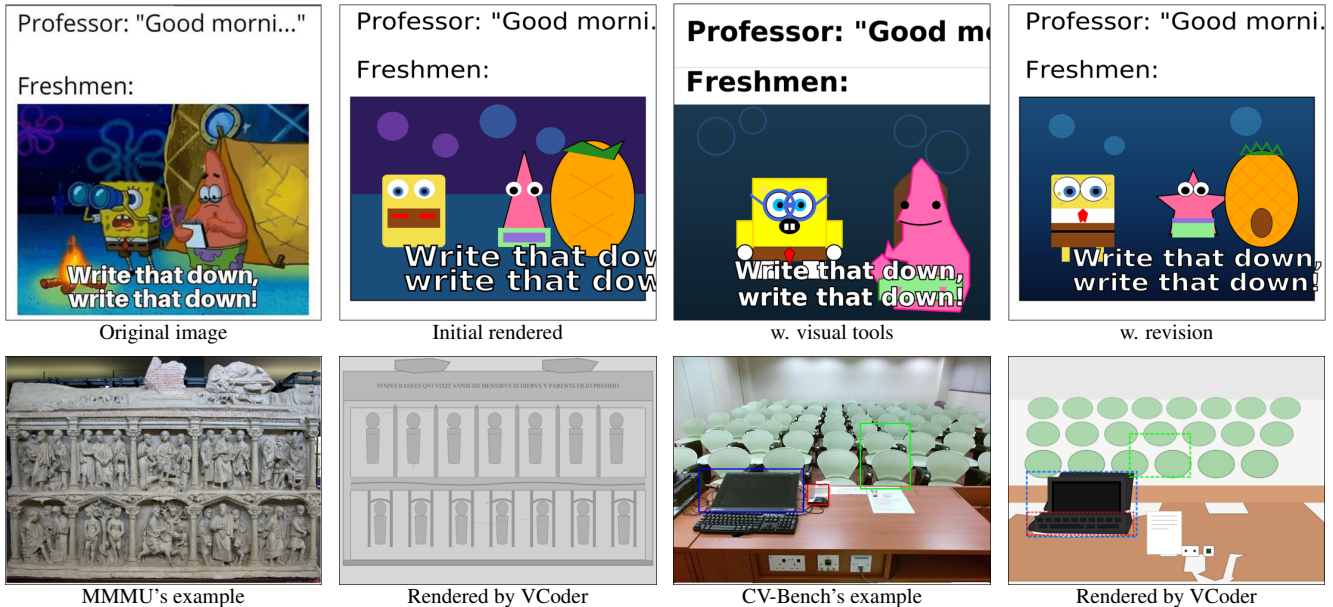 Professor: "Good morni..."
Freshmen:
Write that down,
write that down!
Original image
Professor: "Good morni.
Freshmen:
Write that dow
write that dow
Initial rendered
Professor: "Good mo
Freshmen:
Write that down,
write that down!
w. visual tools
Professor: "Good morni.
Freshmen:
Write that down,
write that down!
w. revision
MMMU's example
IVNIVS BASSVS QVI VIXIT ANNIS IIII MENSIBVS III DIEBVS V PARENTS FILIO PIISSIMO
Rendered by VCoder
CV-Bench's example
Rendered by VCoder